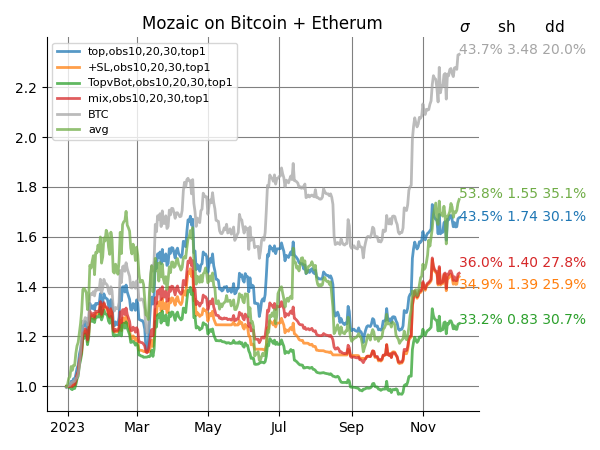 Mozaic on Bitcoin + Etherum
σ sh dd
43.7% 3.48 20.0%
top,obs10,20,30,top1
+SL,obs10,20,30,top1
TopvBot,obs10,20,30,top1
mix,obs10,20,30,top1
BTC
avg
2.2
2.0
1.8
1.6
1.4
1.2
1.0
53.8% 1.55 35.1%
43.5% 1.74 30.1%
36.0% 1.40 27.8%
34.9% 1.39 25.9%
33.2% 0.83 30.7%
2023 Mar May Jul Sep Nov